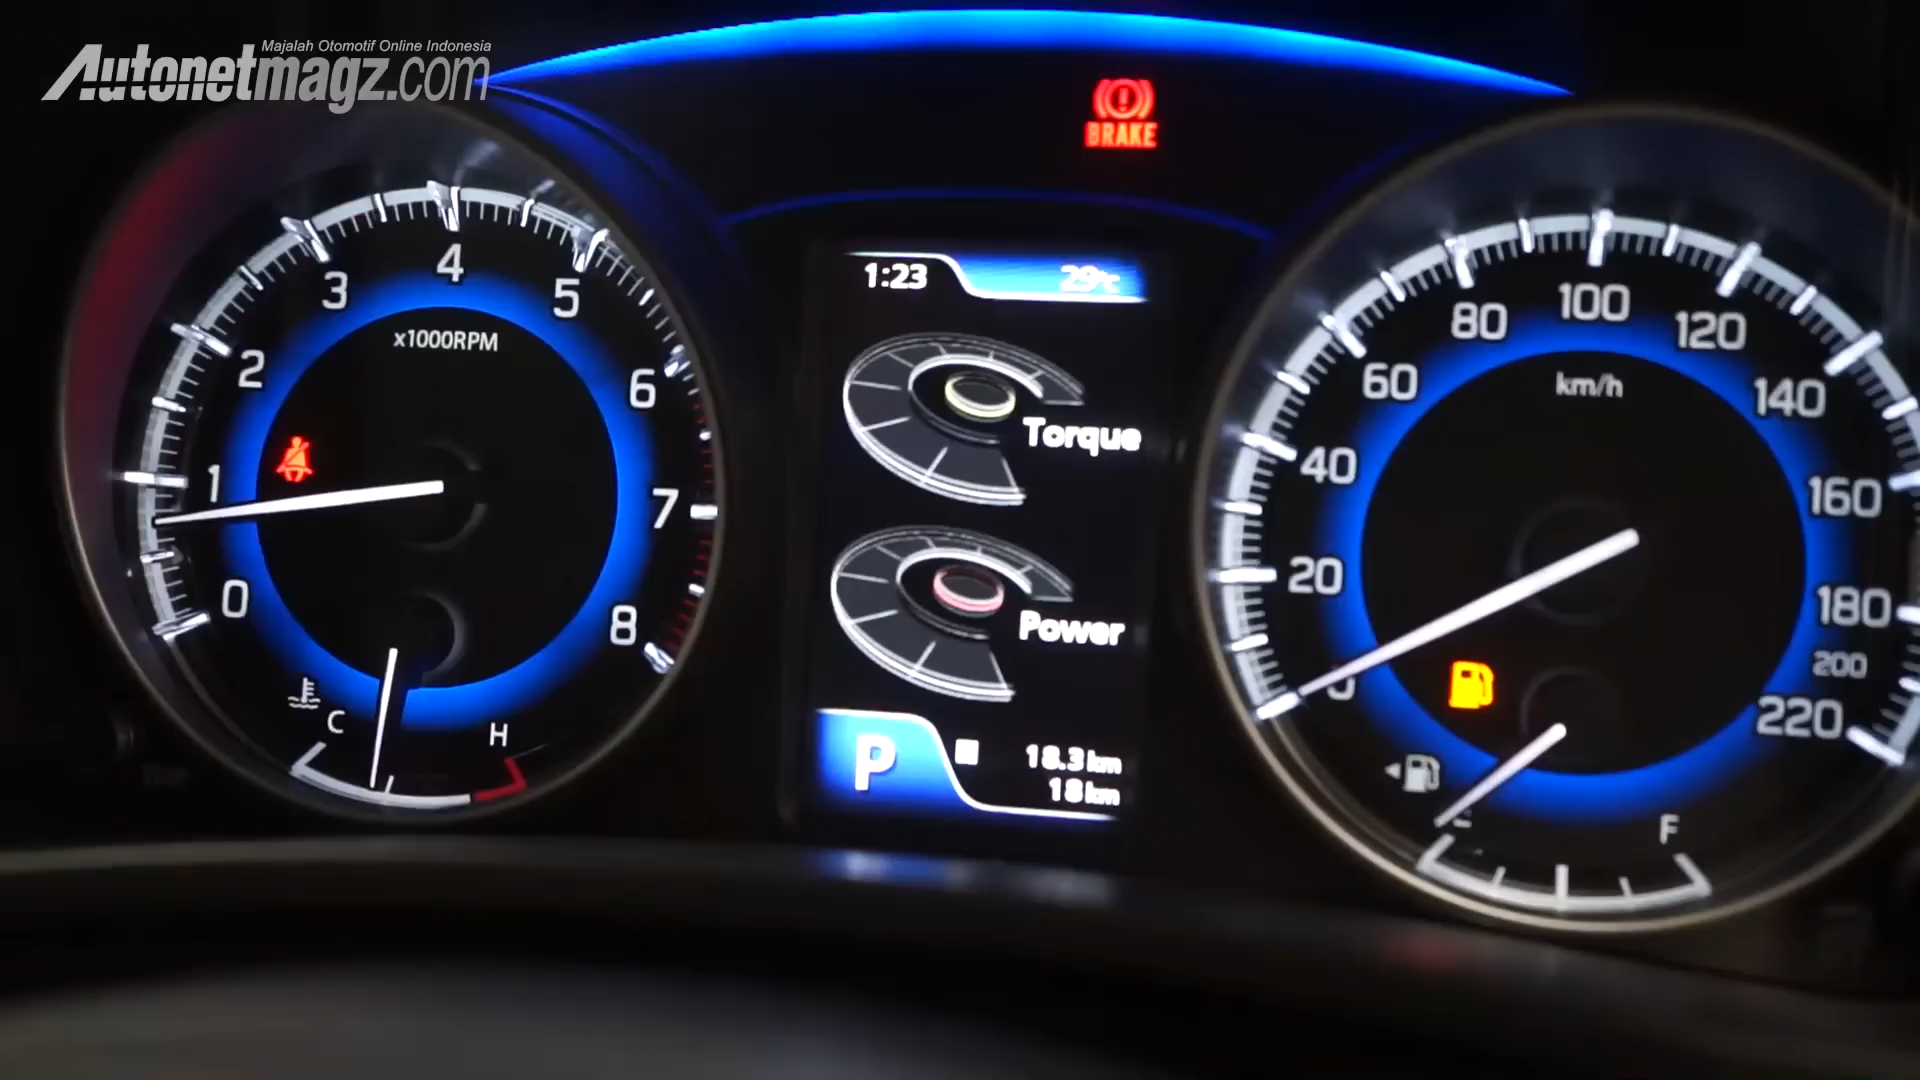 Majalah Otomotif Online Indonesia
Autonetmagz.com
BRAKE
1:23 29°C
0 1 2 3 4 5 6 7 8
x1000RPM
C H
Torque
Power
P
18.3 km
18 km
20 40 60 80 100 120 140 160 180 200 220
km/h
F